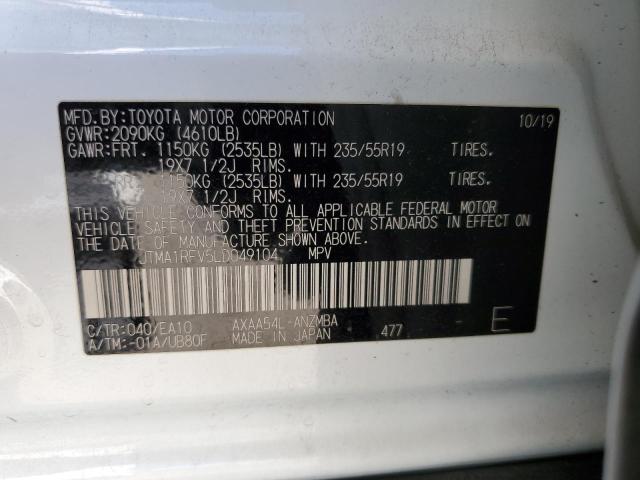 MFD.BY:TOYOTA MOTOR CORPORATION 10/19
GVWR:2090KG (4610LB)
GAWR:FRT. 1150KG (2535LB) WITH 235/55R19 TIRES.
19X7 1/2J RIMS.
1150KG (2535LB) WITH 235/55R19 TIRES.
19X7 1/2J RIMS.
THIS VEHICLE CONFORMS TO ALL APPLICABLE FEDERAL MOTOR
VEHICLE SAFETY AND THEFT PREVENTION STANDARDS IN EFFECT ON
THE DATE OF MANUFACTURE SHOWN ABOVE.
JTMA1RFV5LD049104 MPV
C/TR:040/EA10 AXAA54L-ANZMBA
A/TM:-01A/UB80F MADE IN JAPAN 477 E